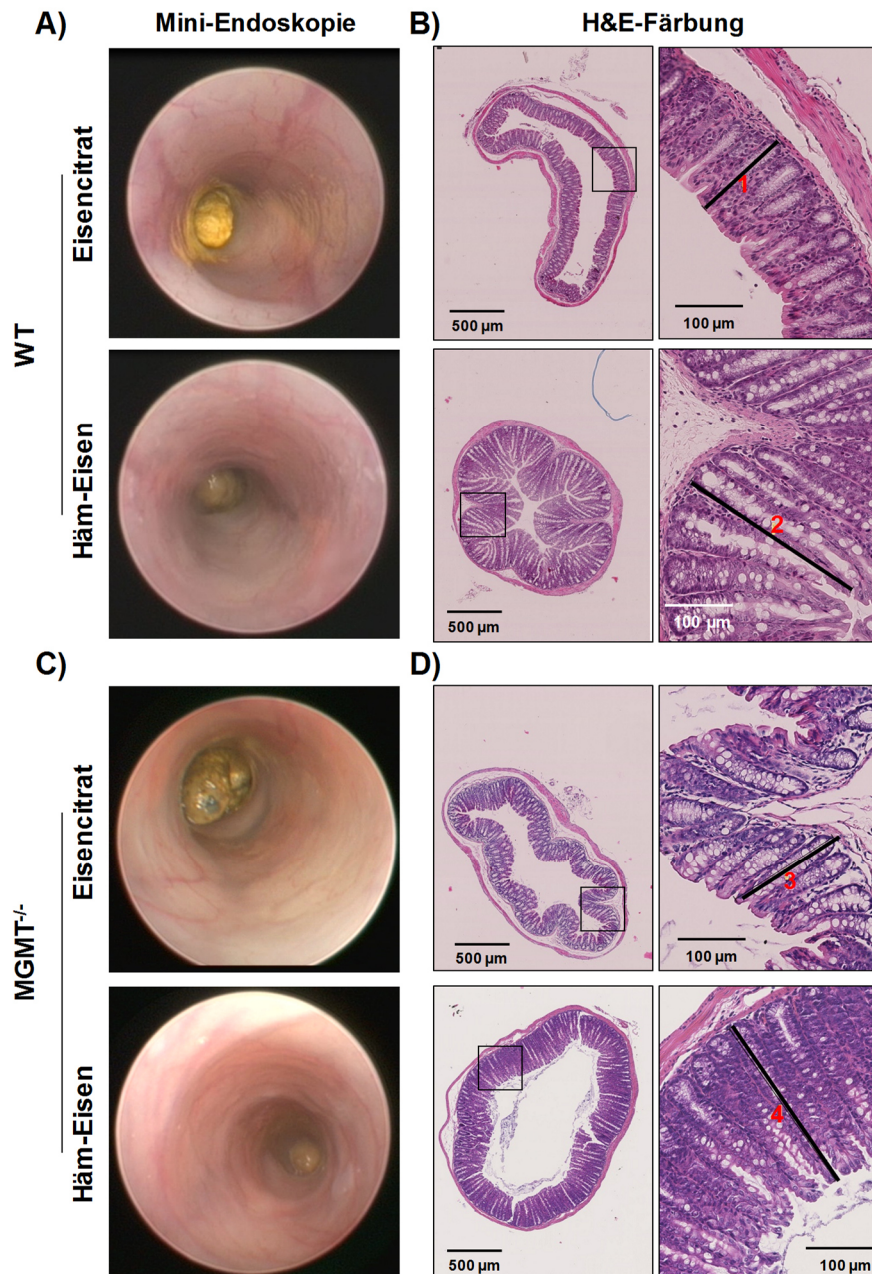 A)
Mini-Endoskopie
B)
H&E-Färbung
WT
Eisencitrat
500 µm
1
100 µm
Häm-Eisen
500 µm
2
100 µm
C)
D)
MGMT-/-
Eisencitrat
500 µm
3
100 µm
Häm-Eisen
500 µm
4
100 µm